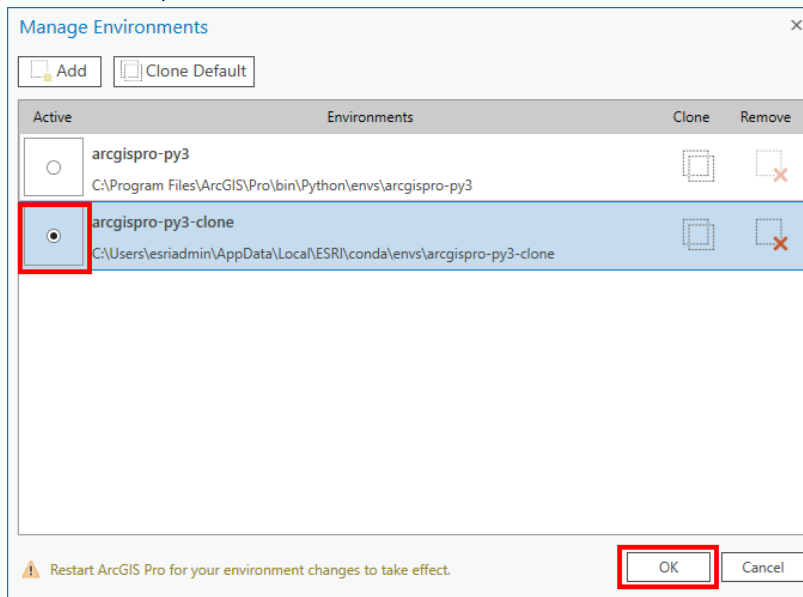 Manage Environments
Add
Clone Default
Active Environments Clone Remove
arcgispro-py3
C:\Program Files\ArcGIS\Pro\bin\Python\envs\arcgispro-py3
arcgispro-py3-clone
C:\Users\esriadmin\AppData\Local\ESRI\conda\envs\arcgispro-py3-clone
Restart ArcGIS Pro for your environment changes to take effect.
OK
Cancel